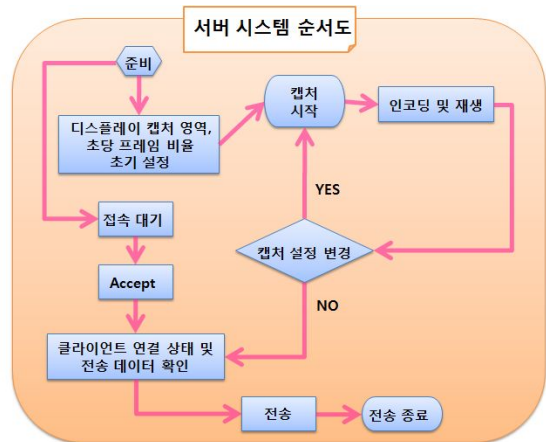 서버 시스템 순서도
준비
캡처
시작
인코딩 및 재생
디스플레이 캡처 영역,
초당 프레임 비율
초기 설정
YES
접속 대기
캡처 설정 변경
Accept
NO
클라이언트 연결 상태 및
전송 데이터 확인
전송
전송 종료